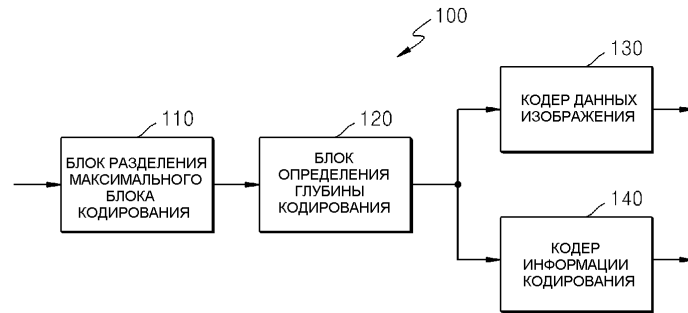 100
110
БЛОК РАЗДЕЛЕНИЯ
МАКСИМАЛЬНОГО
БЛОКА
КОДИРОВАНИЯ
120
БЛОК
ОПРЕДЕЛЕНИЯ
ГЛУБИНЫ
КОДИРОВАНИЯ
130
КОДЕР ДАННЫХ
ИЗОБРАЖЕНИЯ
140
КОДЕР
ИНФОРМАЦИИ
КОДИРОВАНИЯ